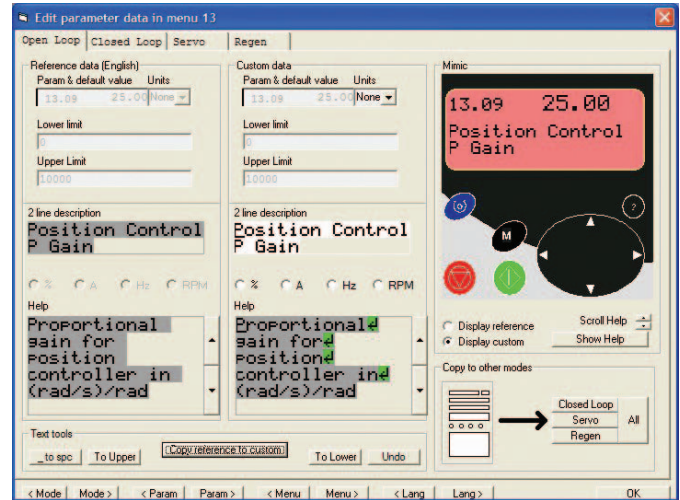 Edit parameter data in menu 13
Open Loop Closed Loop Servo Regen
Reference data (English)
Param & default value Units
13.09 25.00 None
Lower limit
0
Upper Limit
10000
2 line description
Position Control
P Gain
% A Hz RPM
Help
Proportional
gain for
position
controller in
(rad/s)/rad
Custom data
Param & default value Units
13.09 25.00 None
Lower limit
0
Upper Limit
10000
2 line description
Position Control
P Gain
% A Hz RPM
Help
Proportional
gain for
position
controller in
(rad/s)/rad
Mimic
13.09 25.00
Position Control
P Gain
?
M
Display reference
Display custom
Scroll Help
Show Help
Copy to other modes
Closed Loop
Servo
Regen
All
Text tools
_ to spc To Upper Copy reference to custom To Lower Undo
< Mode Mode > < Param Param > < Menu Menu > < Lang Lang > OK